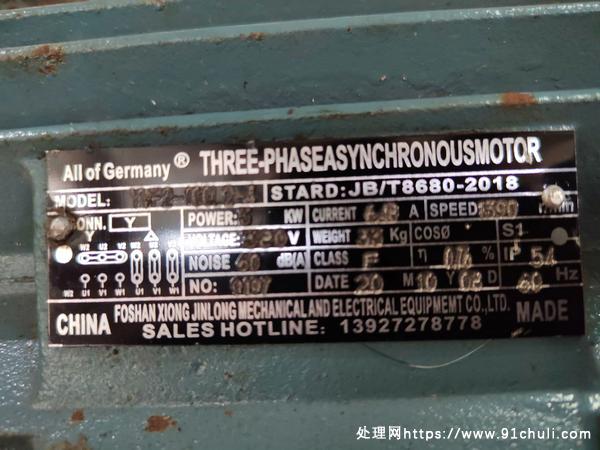 All of Germany ® THREE-PHASEASYNCHRONOUSMOTOR
MODEL: STARD:JB/T8680-2018
CONN. Y POWER: KW CURRENT A SPEED r/min
VOLTAGE: V WEIGHT Kg COSØ S1
W2 U2 V2 W2 U2 V2
NOISE dB(A) CLASS F η % IP 54
W2 U1 V1 U1 V1 W1
NO: DATE 20 M 10 Y 08 D Hz
CHINA FOSHAN XIONG JINLONG MECHANICAL AND ELECTRICAL EQUIPMEMT CO.,LTD. MADE
SALES HOTLINE: 13927278778
处理网https://www.91chuli.com/